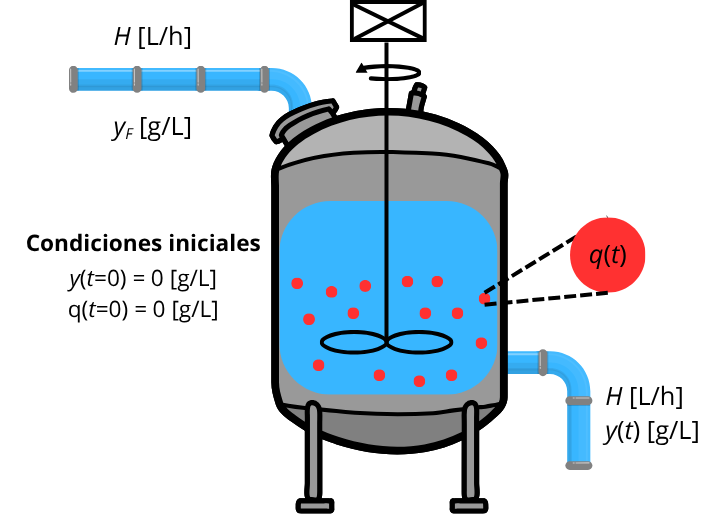 H [L/h]
y_F [g/L]
Condiciones iniciales
y(t=0) = 0 [g/L]
q(t=0) = 0 [g/L]
q(t)
H [L/h]
y(t) [g/L]